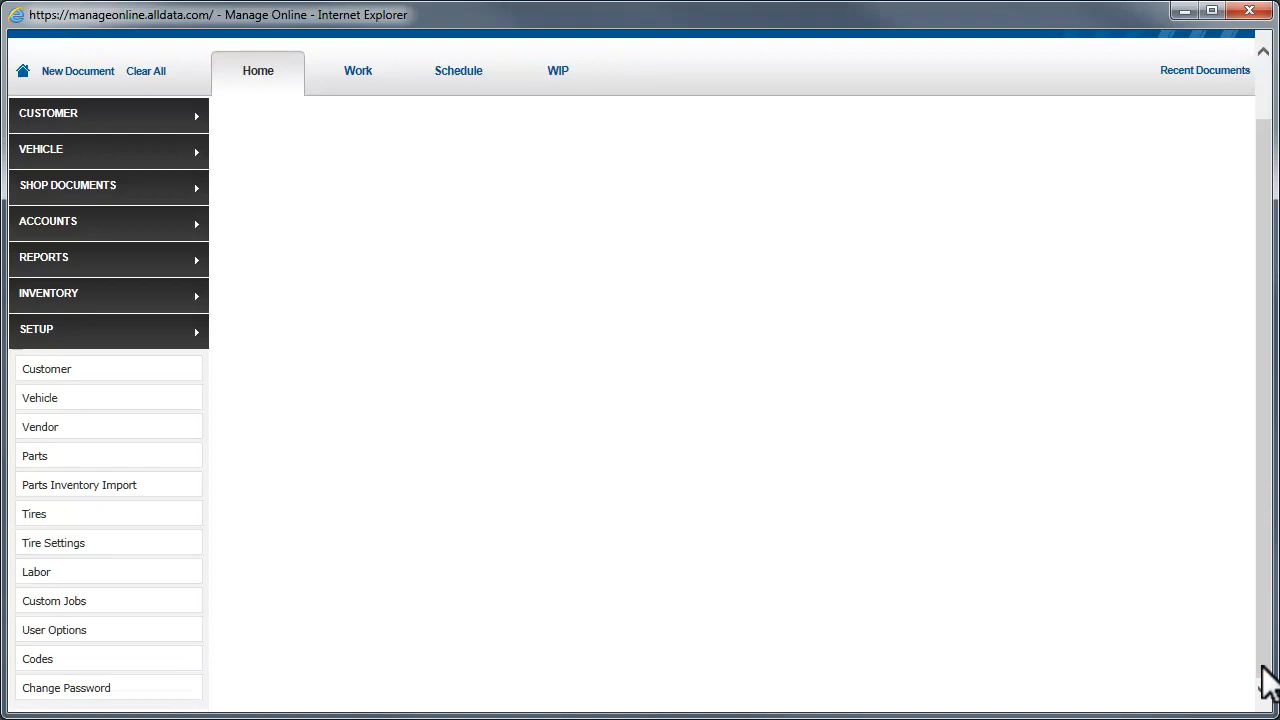 https://manageonline.alldata.com/ - Manage Online - Internet Explorer
New Document Clear All Home Work Schedule WIP Recent Documents
CUSTOMER
VEHICLE
SHOP DOCUMENTS
ACCOUNTS
REPORTS
INVENTORY
SETUP
Customer
Vehicle
Vendor
Parts
Parts Inventory Import
Tires
Tire Settings
Labor
Custom Jobs
User Options
Codes
Change Password